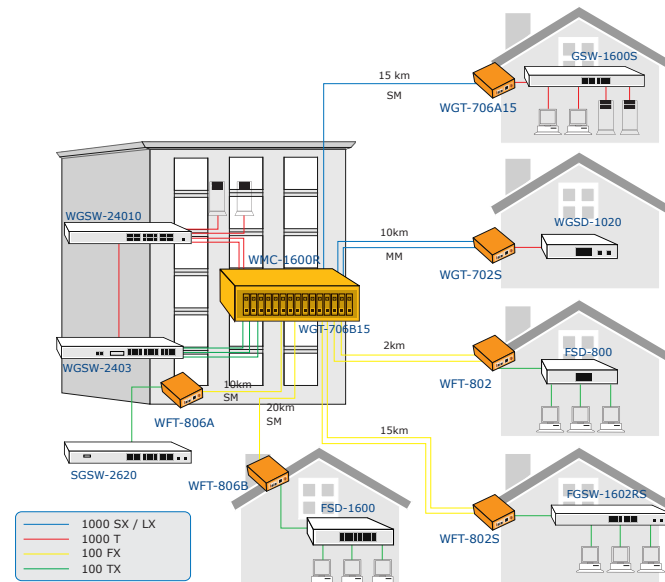 GSW-1600S
15 km
SM
WGT-706A15
WGSW-24010
WGSD-1020
10km
WMC-1600R
MM
WGT-702S
WGT-706B15
2km
FSD-800
WGSW-2403
WFT-802
10km
SM
20km
SM
WFT-806A
15km
SGSW-2620
WFT-806B
FSD-1600
FGSW-1602RS
WFT-802S
1000 SX / LX
1000 T
100 FX
100 TX